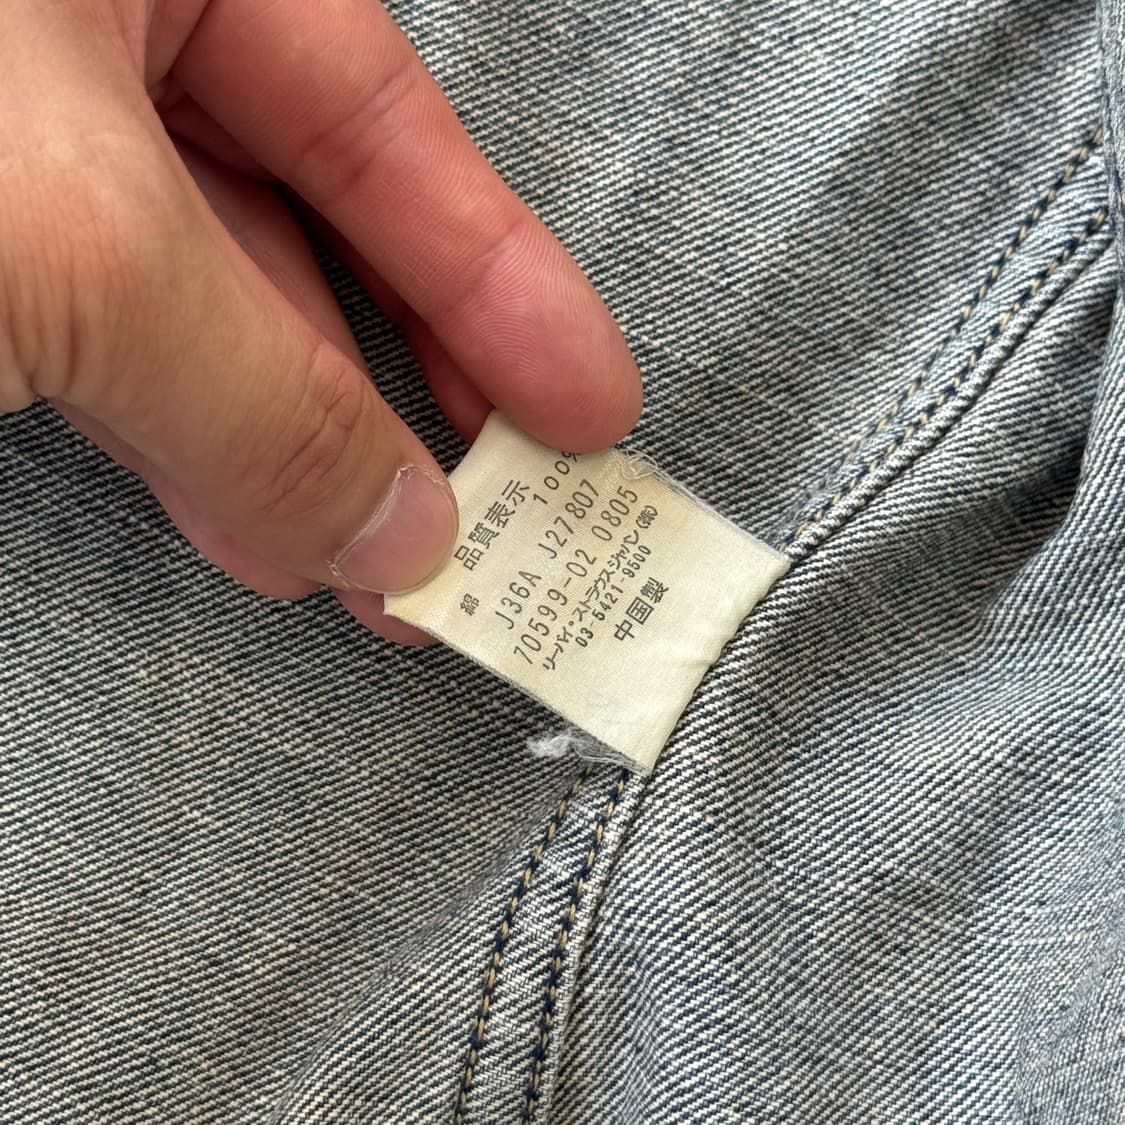 品質表示
綿 100%
J36A J27807
70599-02 0805
リーバイ・ストラウス ジャパン(株)
03-5421-9500
中国製